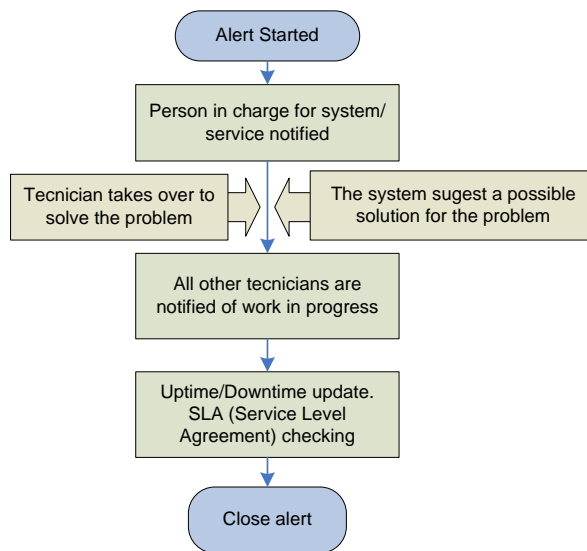 Alert Started
Person in charge for system/
service notified
Tecnician takes over to
solve the problem
The system sugest a possible
solution for the problem
All other tecnicians are
notified of work in progress
Uptime/Downtime update.
SLA (Service Level
Agreement) checking
Close alert